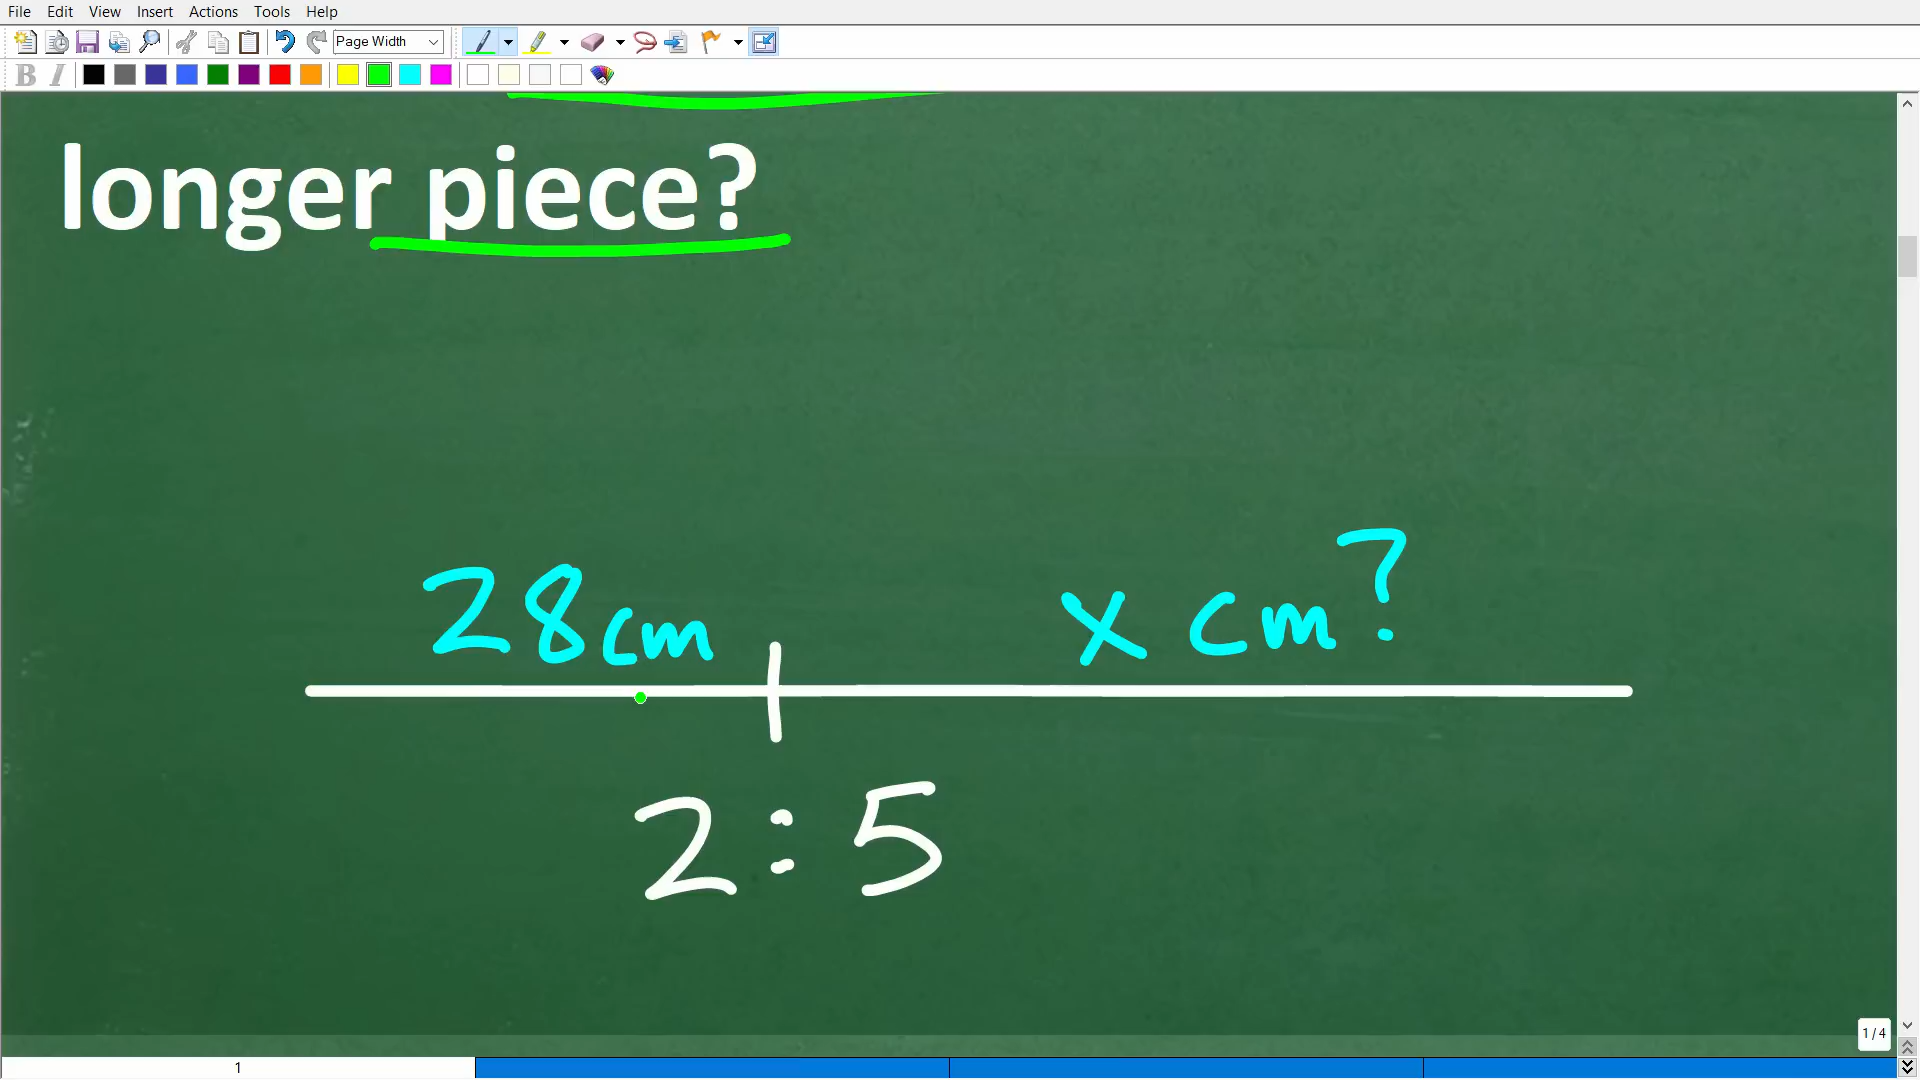 File Edit View Insert Actions Tools Help
Page Width
B I
longer piece?
28cm x cm?
2:5
1/4
1